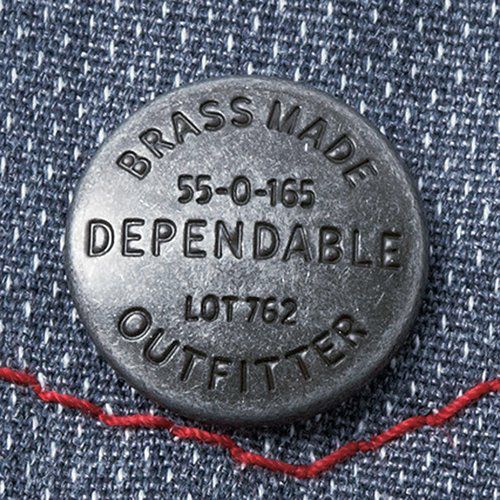 BRASS MADE
55-0-165
DEPENDABLE
LOT 762
OUTFITTER